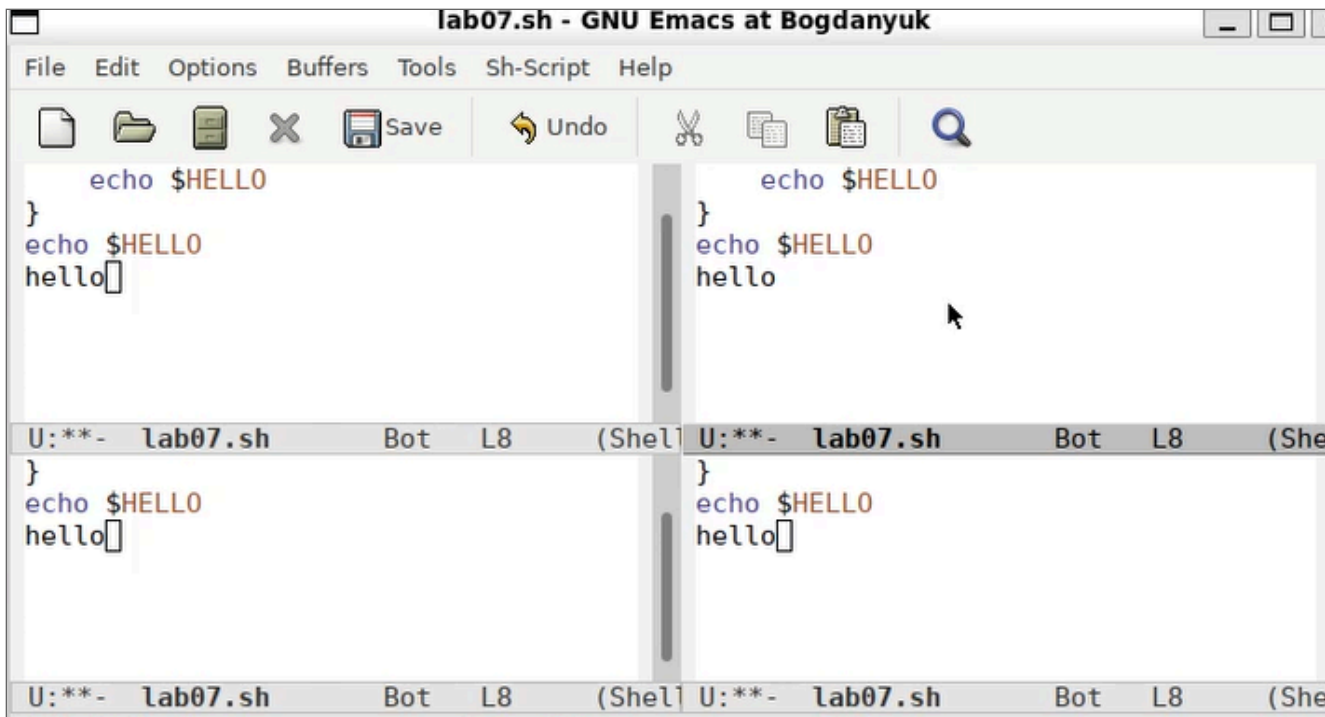 lab07.sh - GNU Emacs at Bogdanyuk
File Edit Options Buffers Tools Sh-Script Help
Save Undo
echo $HELLO
}
echo $HELLO
hello
U:**- lab07.sh Bot L8 (Shell
echo $HELLO
}
echo $HELLO
hello
U:**- lab07.sh Bot L8 (She
}
echo $HELLO
hello
U:**- lab07.sh Bot L8 (Shell
}
echo $HELLO
hello
U:**- lab07.sh Bot L8 (She